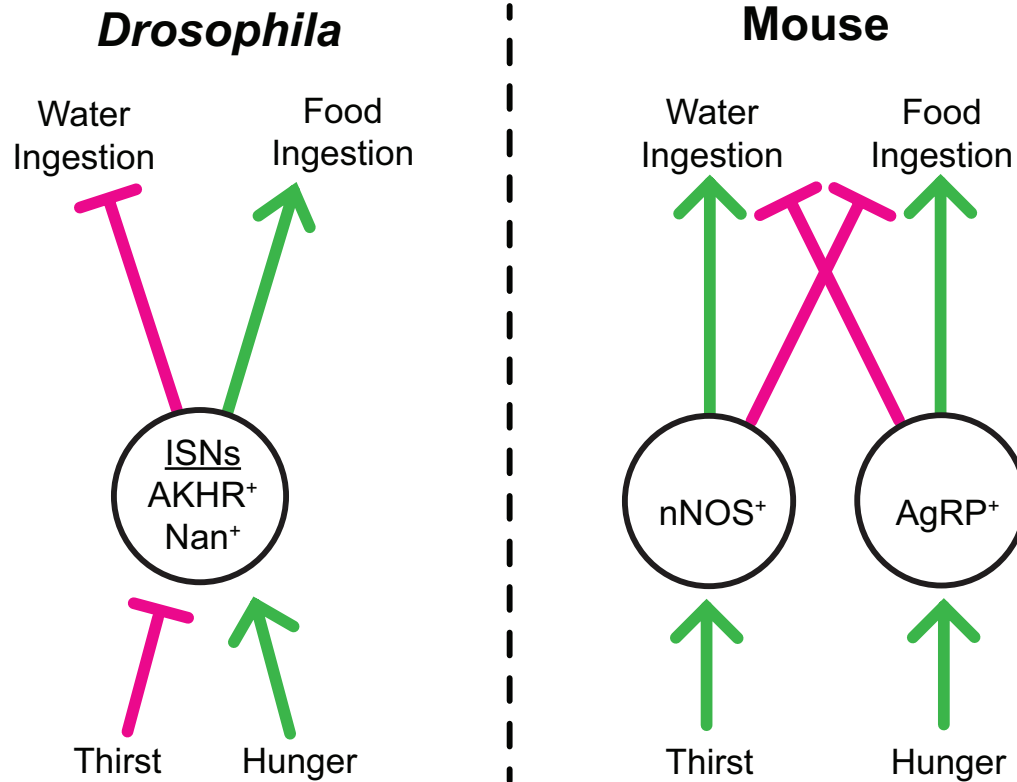 Drosophila
Water
Ingestion
Food
Ingestion
ISNs
AKHR⁺
Nan⁺
Thirst
Hunger
Mouse
Water
Ingestion
Food
Ingestion
nNOS⁺
AgRP⁺
Thirst
Hunger